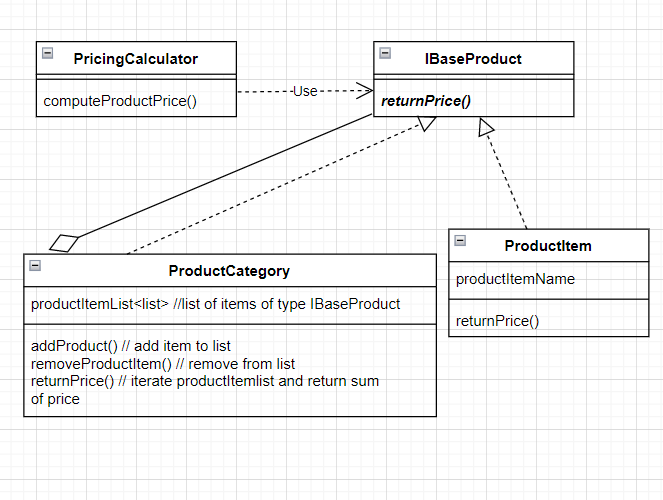 PricingCalculator
computeProductPrice()
Use
IBaseProduct
returnPrice()
ProductCategory
productItemList<list> //list of items of type IBaseProduct
addProduct() // add item to list
removeProductItem() // remove from list
returnPrice() // iterate productItemlist and return sum
of price
ProductItem
productItemName
returnPrice()